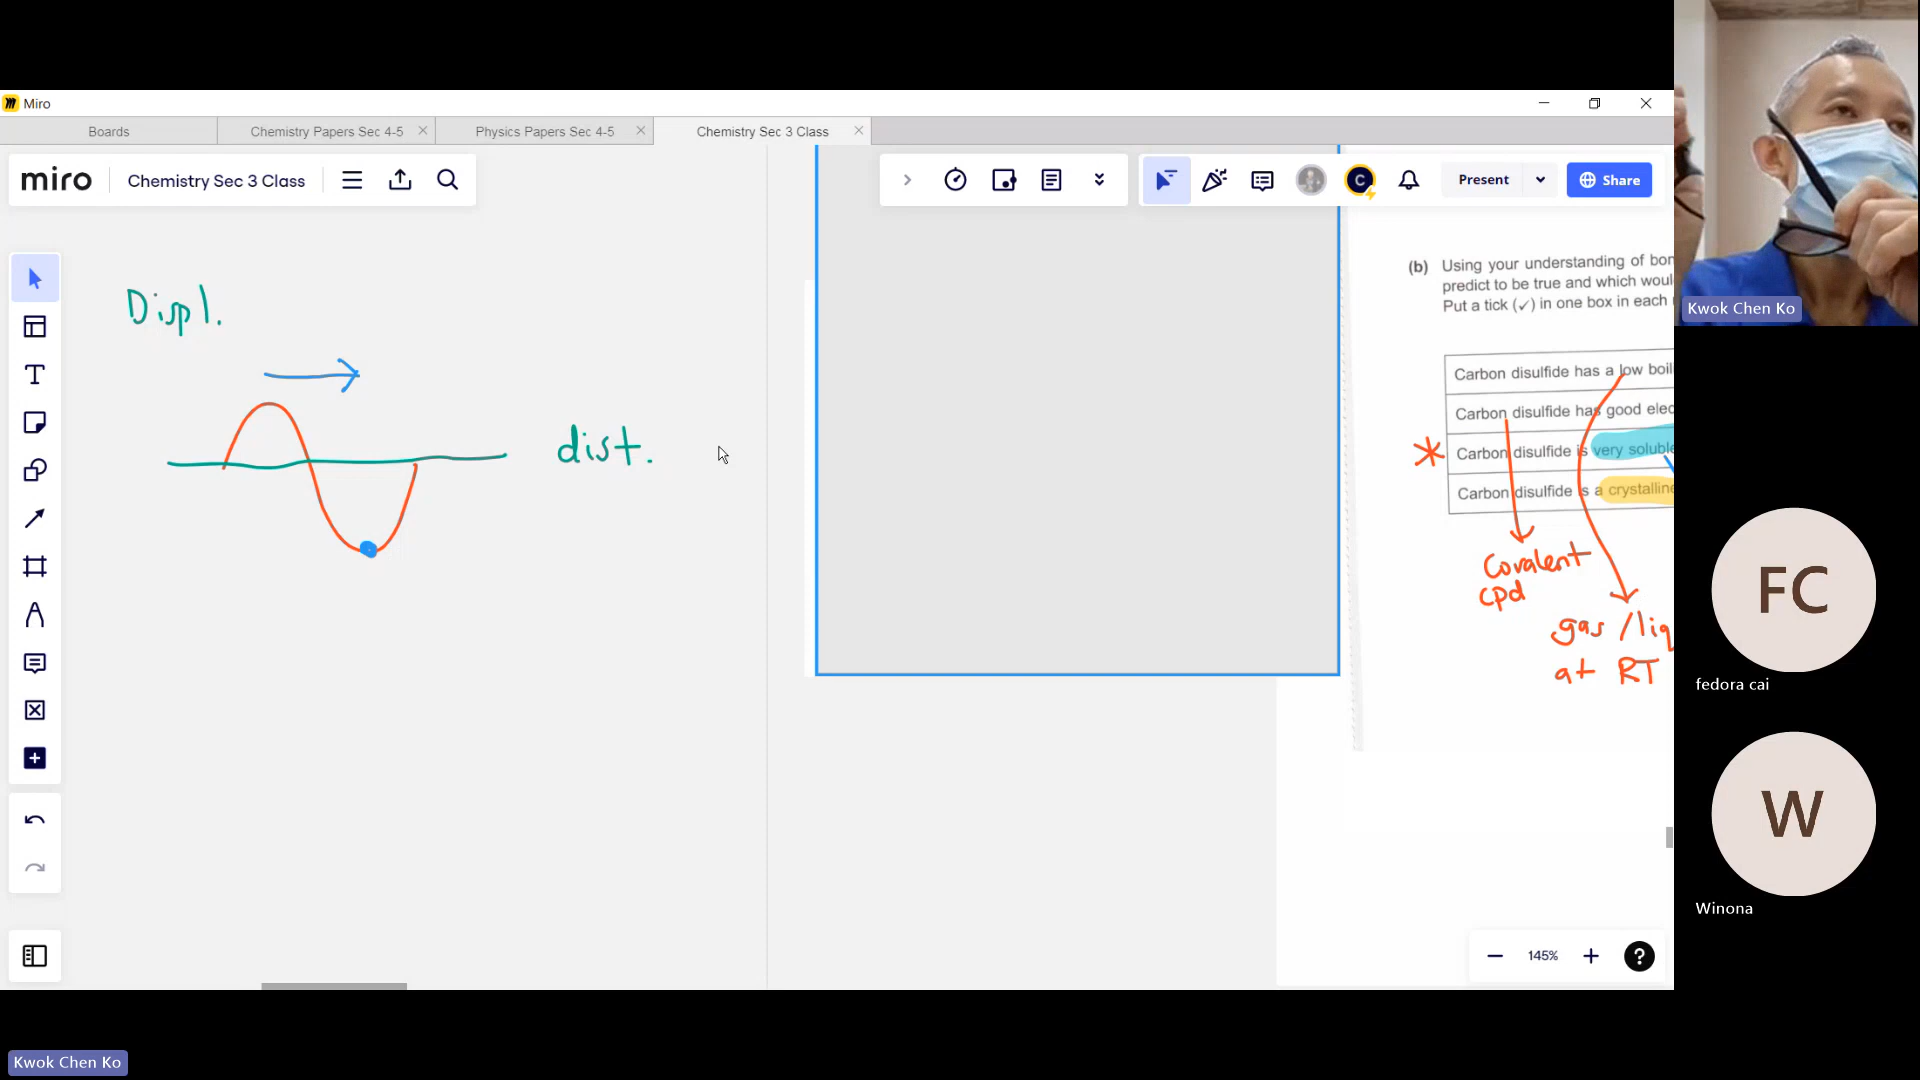 Miro
Boards
Chemistry Papers Sec 4-5
Physics Papers Sec 4-5
Chemistry Sec 3 Class
miro
Chemistry Sec 3 Class
C
Present
Share
Kwok Chen Ko
Displ.
dist.
(b) Using your understanding of bon
predict to be true and which woul
Put a tick (✓) in one box in each
Carbon disulfide has a low boil
Carbon disulfide has good elec
* Carbon disulfide is very soluble
Carbon disulfide is a crystalline
Covalent
cpd
gas / liq
at RT
FC
fedora cai
W
Winona
145%
?
Kwok Chen Ko